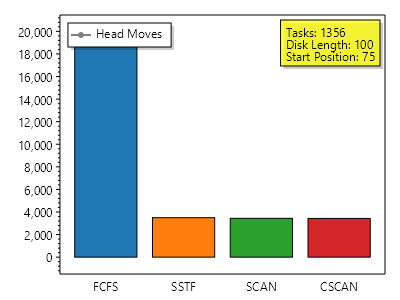 20,000
18,000
16,000
14,000
12,000
10,000
8,000
6,000
4,000
2,000
0
Head Moves
Tasks: 1356
Disk Length: 100
Start Position: 75
FCFS SSTF SCAN CSCAN